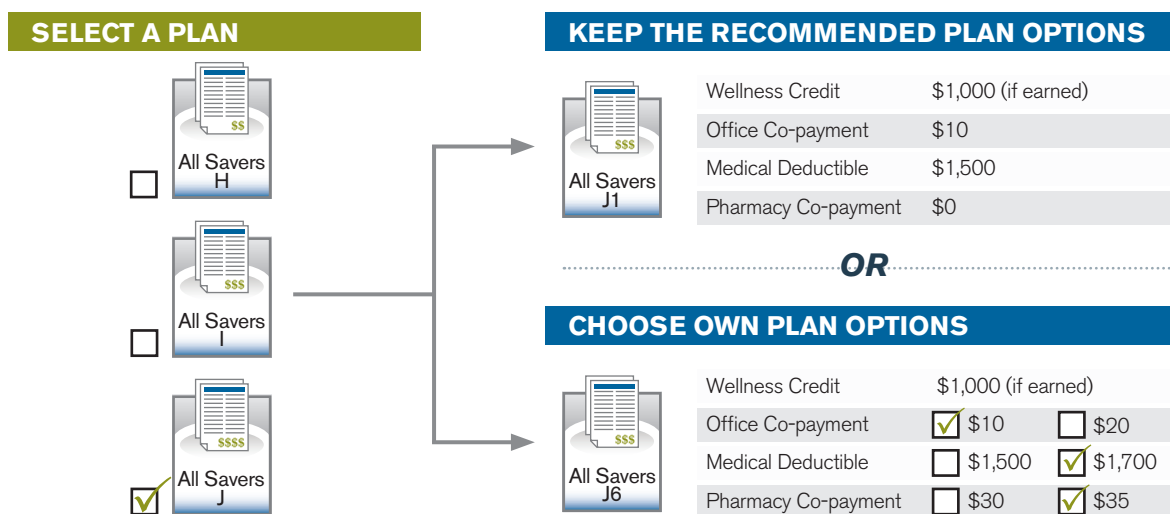 SELECT A PLAN
$$
All Savers
H
$$$
All Savers
I
$$$$
All Savers
J
KEEP THE RECOMMENDED PLAN OPTIONS
$$$
All Savers
J1
Wellness Credit $1,000 (if earned)
Office Co-payment $10
Medical Deductible $1,500
Pharmacy Co-payment $0
OR
CHOOSE OWN PLAN OPTIONS
$$$
All Savers
J6
Wellness Credit $1,000 (if earned)
Office Co-payment $10 $20
Medical Deductible $1,500 $1,700
Pharmacy Co-payment $30 $35